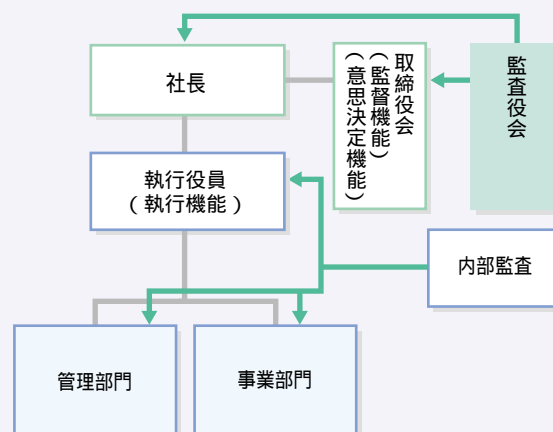 社長
取締役会
（監督機能）
（意思決定機能）
監査役会
執行役員
（執行機能）
内部監査
管理部門
事業部門